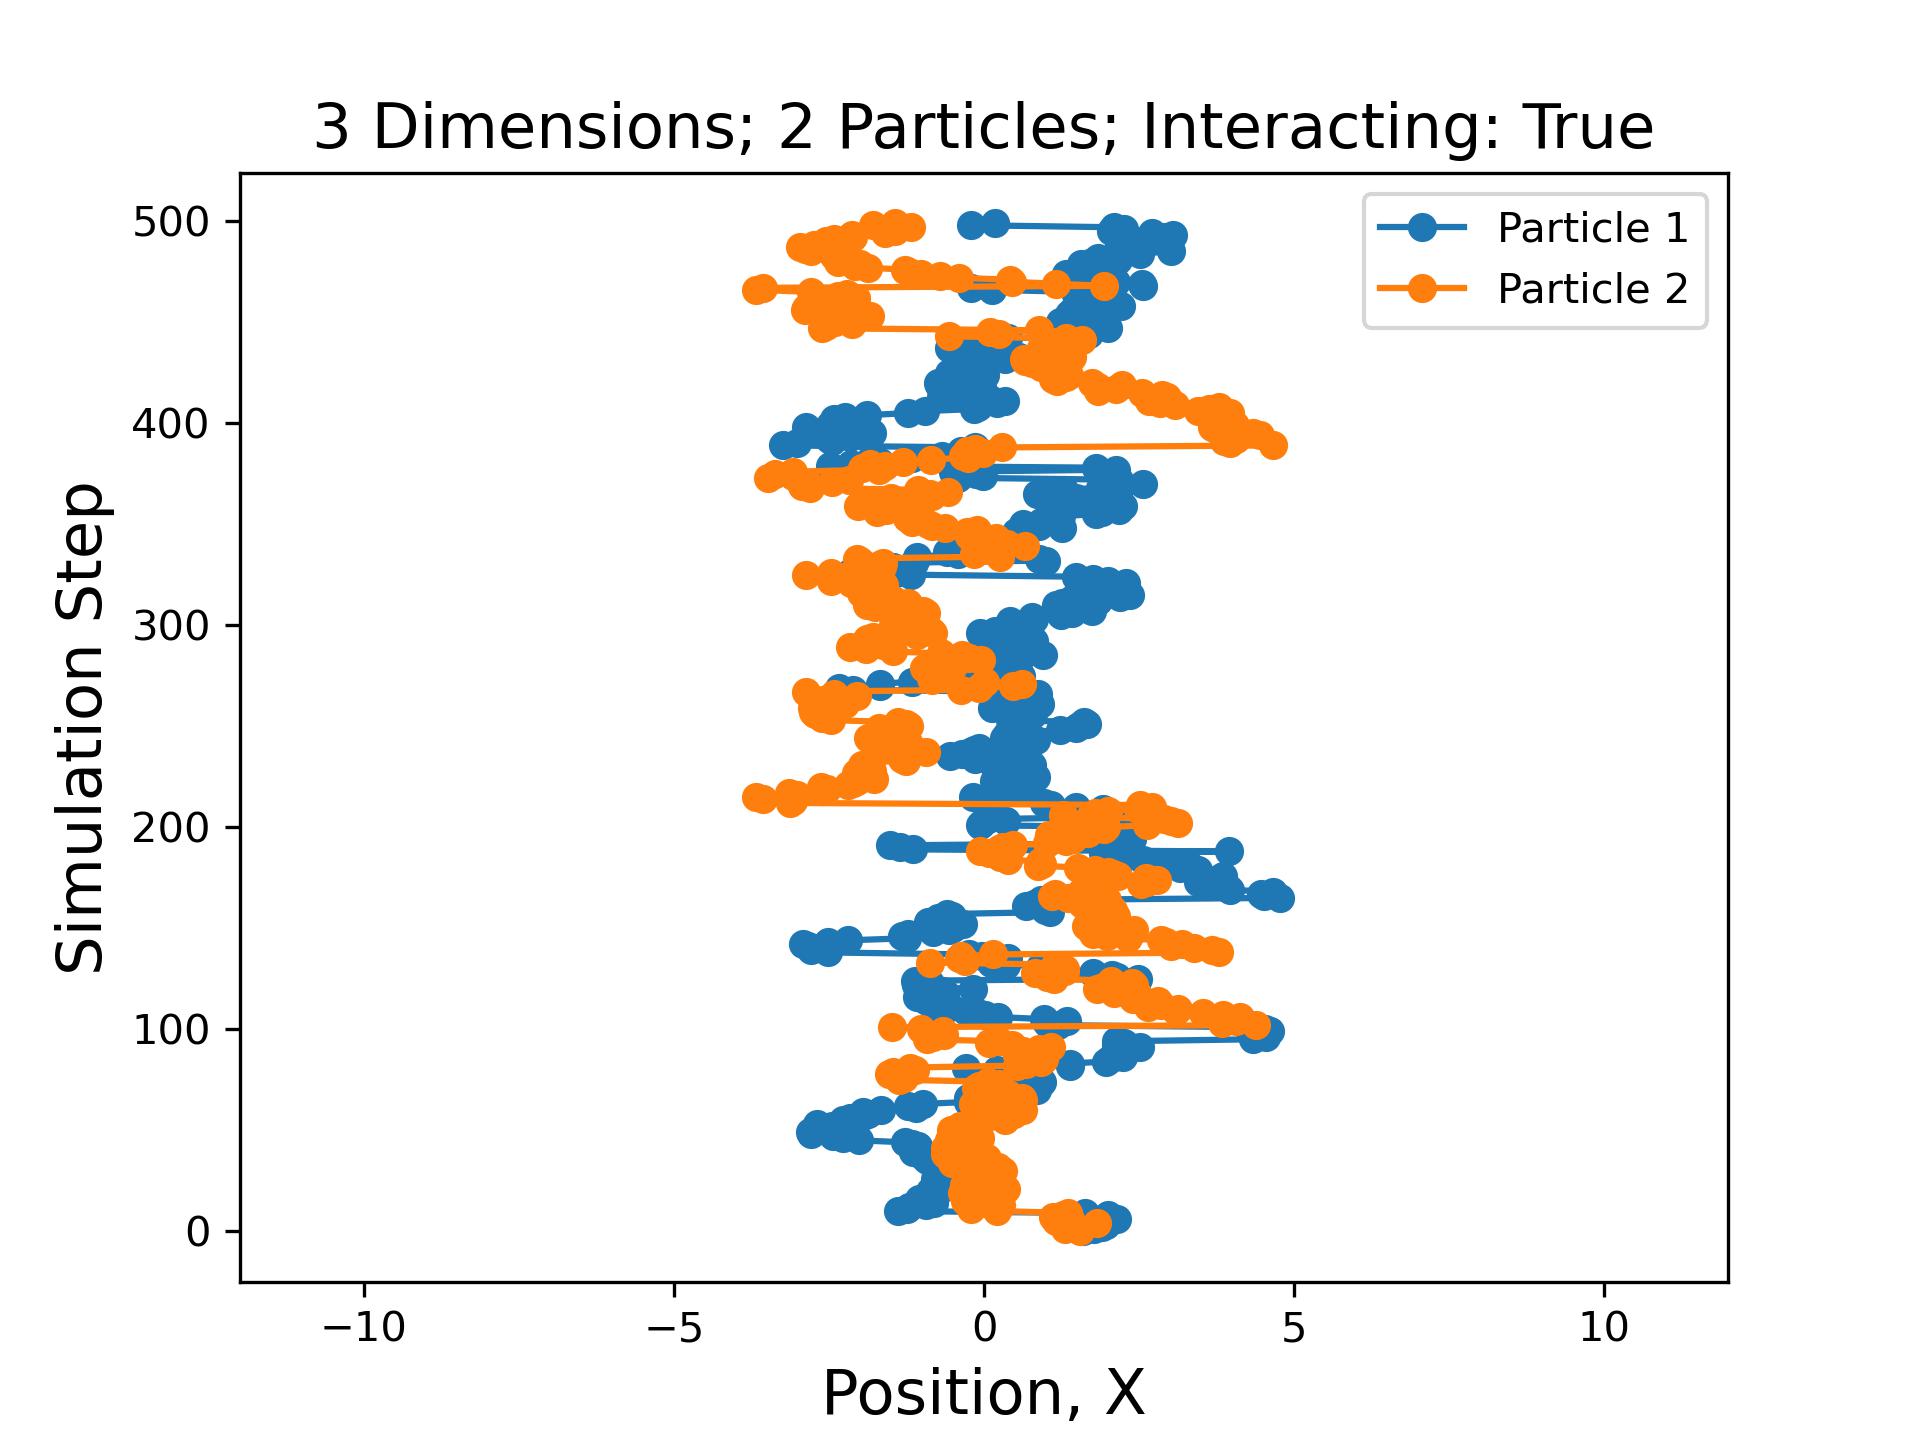 3 Dimensions; 2 Particles; Interacting: True
Particle 1
Particle 2
500
400
300
200
100
0
Simulation Step
−10
−5
0
5
10
Position, X